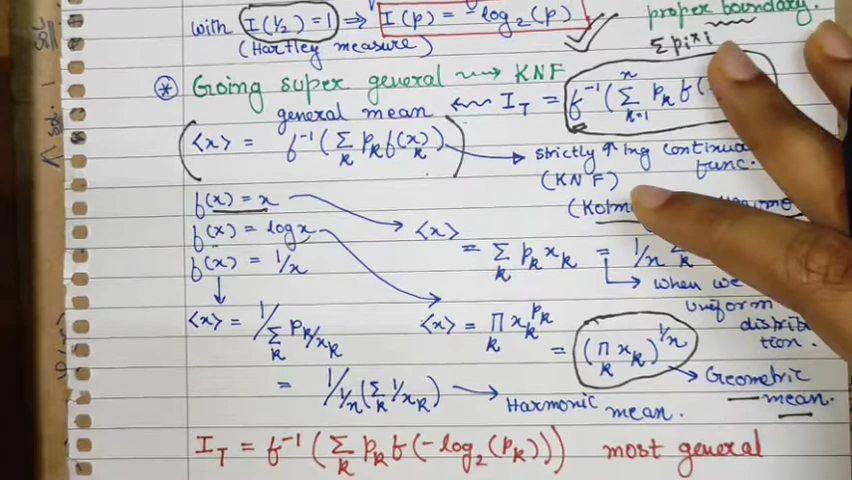 with I(1/2) = 1 ⇒ I(p) = -log₂(p)
proper boundary.
(Hartley measure)
Σ pᵢxᵢ
* Going super general ⟿ KNF
general mean ⟵ I_T = f⁻¹(Σ_{k=1}^{n} p_k f(
⟨x⟩ = f⁻¹(Σ_k p_k f(x)_k)
strictly ↑ing continuous func.
(KNF)
f(x) = x
f(x) = log x
⟨x⟩ = Σ_k p_k x_k = 1/n Σ_k
f(x) = 1/x
when we
uniform distribution.
⟨x⟩ = 1/Σ_k p_k/x_k
⟨x⟩ = Π_k x_k^{p_k}
= (Π_k x_k)^{1/n}
Geometric mean.
= 1/1/n(Σ_k 1/x_k)
Harmonic mean.
I_T = f⁻¹(Σ_k p_k f(-log₂(p_k))) most general